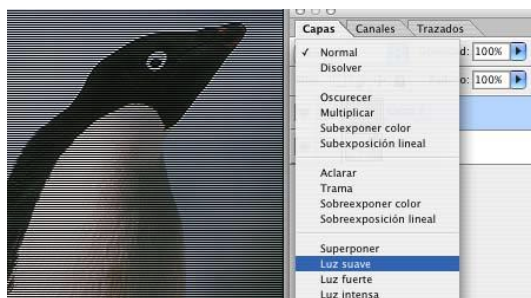 Capas Canales Trazados
✓ Normal d: 100%
Disolver
o: 100%
Oscurecer
Multiplicar
Subexponer color
Subexposición lineal
Aclarar
Trama
Sobreexponer color
Sobreexposición lineal
Superponer
Luz suave
Luz fuerte
Luz intensa